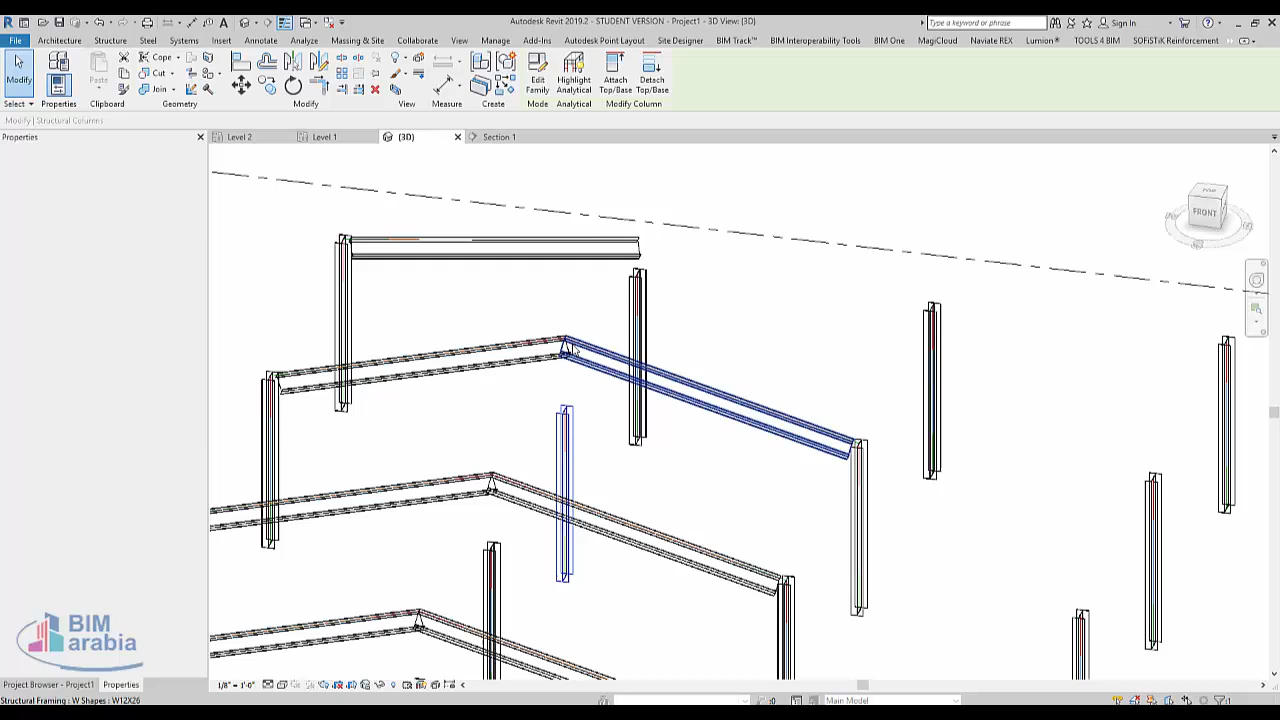 Autodesk Revit 2019.2 - STUDENT VERSION - Project1 - 3D View: {3D}
Type a keyword or phrase
Sign In
File Architecture Structure Steel Systems Insert Annotate Analyze Massing & Site Collaborate View Manage Add-Ins Autodesk Point Layout Site Designer BIM Track™ BIM Interoperability Tools BIM One MagiCloud Naviate REX Lumion® TOOLS 4 BIM SOFiSTiK Reinforcement
Modify
Paste
Cope
Cut
Join
Edit Family
Highlight Analytical
Attach Top/Base
Detach Top/Base
Select Properties Clipboard Geometry Modify View Measure Create Mode Analytical Modify Column
Modify | Structural Columns
Properties
Level 2
Level 1
{3D}
Section 1
TOP
FRONT
BIM
arabia
Project Browser - Project1
Properties
1/8" = 1'-0"
Structural Framing : W Shapes : W12X26
:0
Main Model
:1